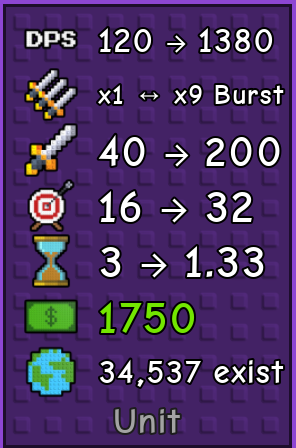 DPS 120 → 1380
x1 ↔ x9 Burst
40 → 200
16 → 32
3 → 1.33
$ 1750
34,537 exist
Unit